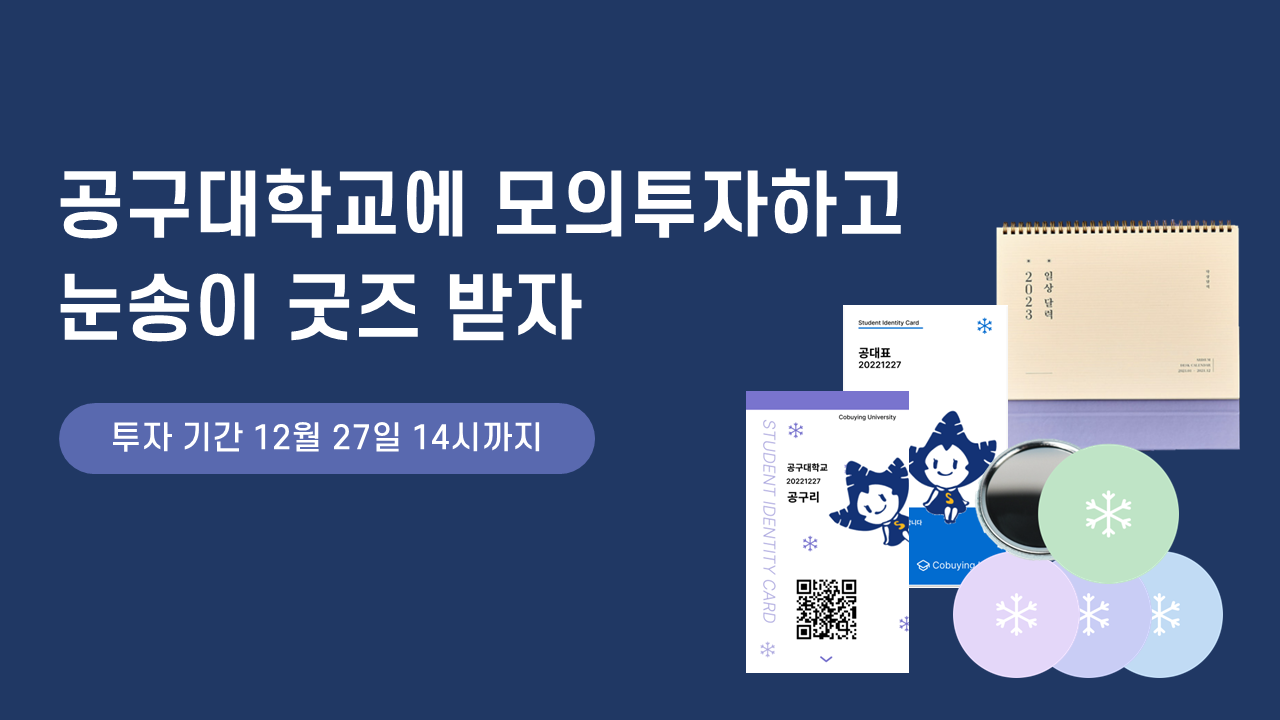 공구대학교에 모의투자하고
눈송이 굿즈 받자
투자 기간 12월 27일 14시까지
2023
일상 달력
Student Identity Card
공대표
20221227
Cobuying University
STUDENT IDENTITY CARD
공구대학교
20221227
공구리
니다
Cobuying